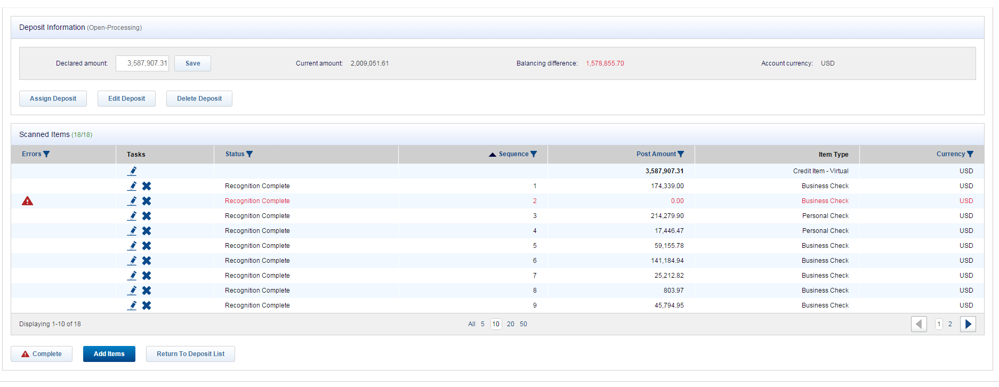 Deposit Information (Open-Processing)
Declared amount: 3,587,907.31 Save Current amount: 2,009,051.61 Balancing difference: 1,578,855.70 Account currency: USD
Assign Deposit Edit Deposit Delete Deposit
Scanned Items (18/18)
Errors Tasks Status Sequence Post Amount Item Type Currency
3,587,907.31 Credit Item - Virtual USD
Recognition Complete 1 174,339.00 Business Check USD
Recognition Complete 2 0.00 Business Check USD
Recognition Complete 3 214,279.90 Personal Check USD
Recognition Complete 4 17,446.47 Personal Check USD
Recognition Complete 5 59,155.78 Business Check USD
Recognition Complete 6 141,184.94 Business Check USD
Recognition Complete 7 25,212.82 Business Check USD
Recognition Complete 8 803.97 Business Check USD
Recognition Complete 9 45,794.95 Business Check USD
Displaying 1-10 of 18 All 5 10 20 50 1 2
Complete Add Items Return To Deposit List